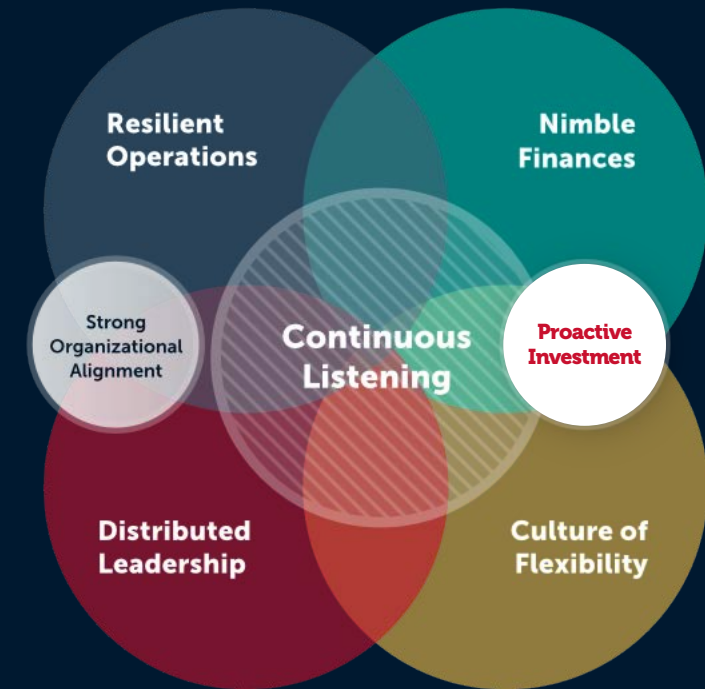 Resilient
Operations
Nimble
Finances
Strong
Organizational
Alignment
Continuous
Listening
Proactive
Investment
Distributed
Leadership
Culture of
Flexibility